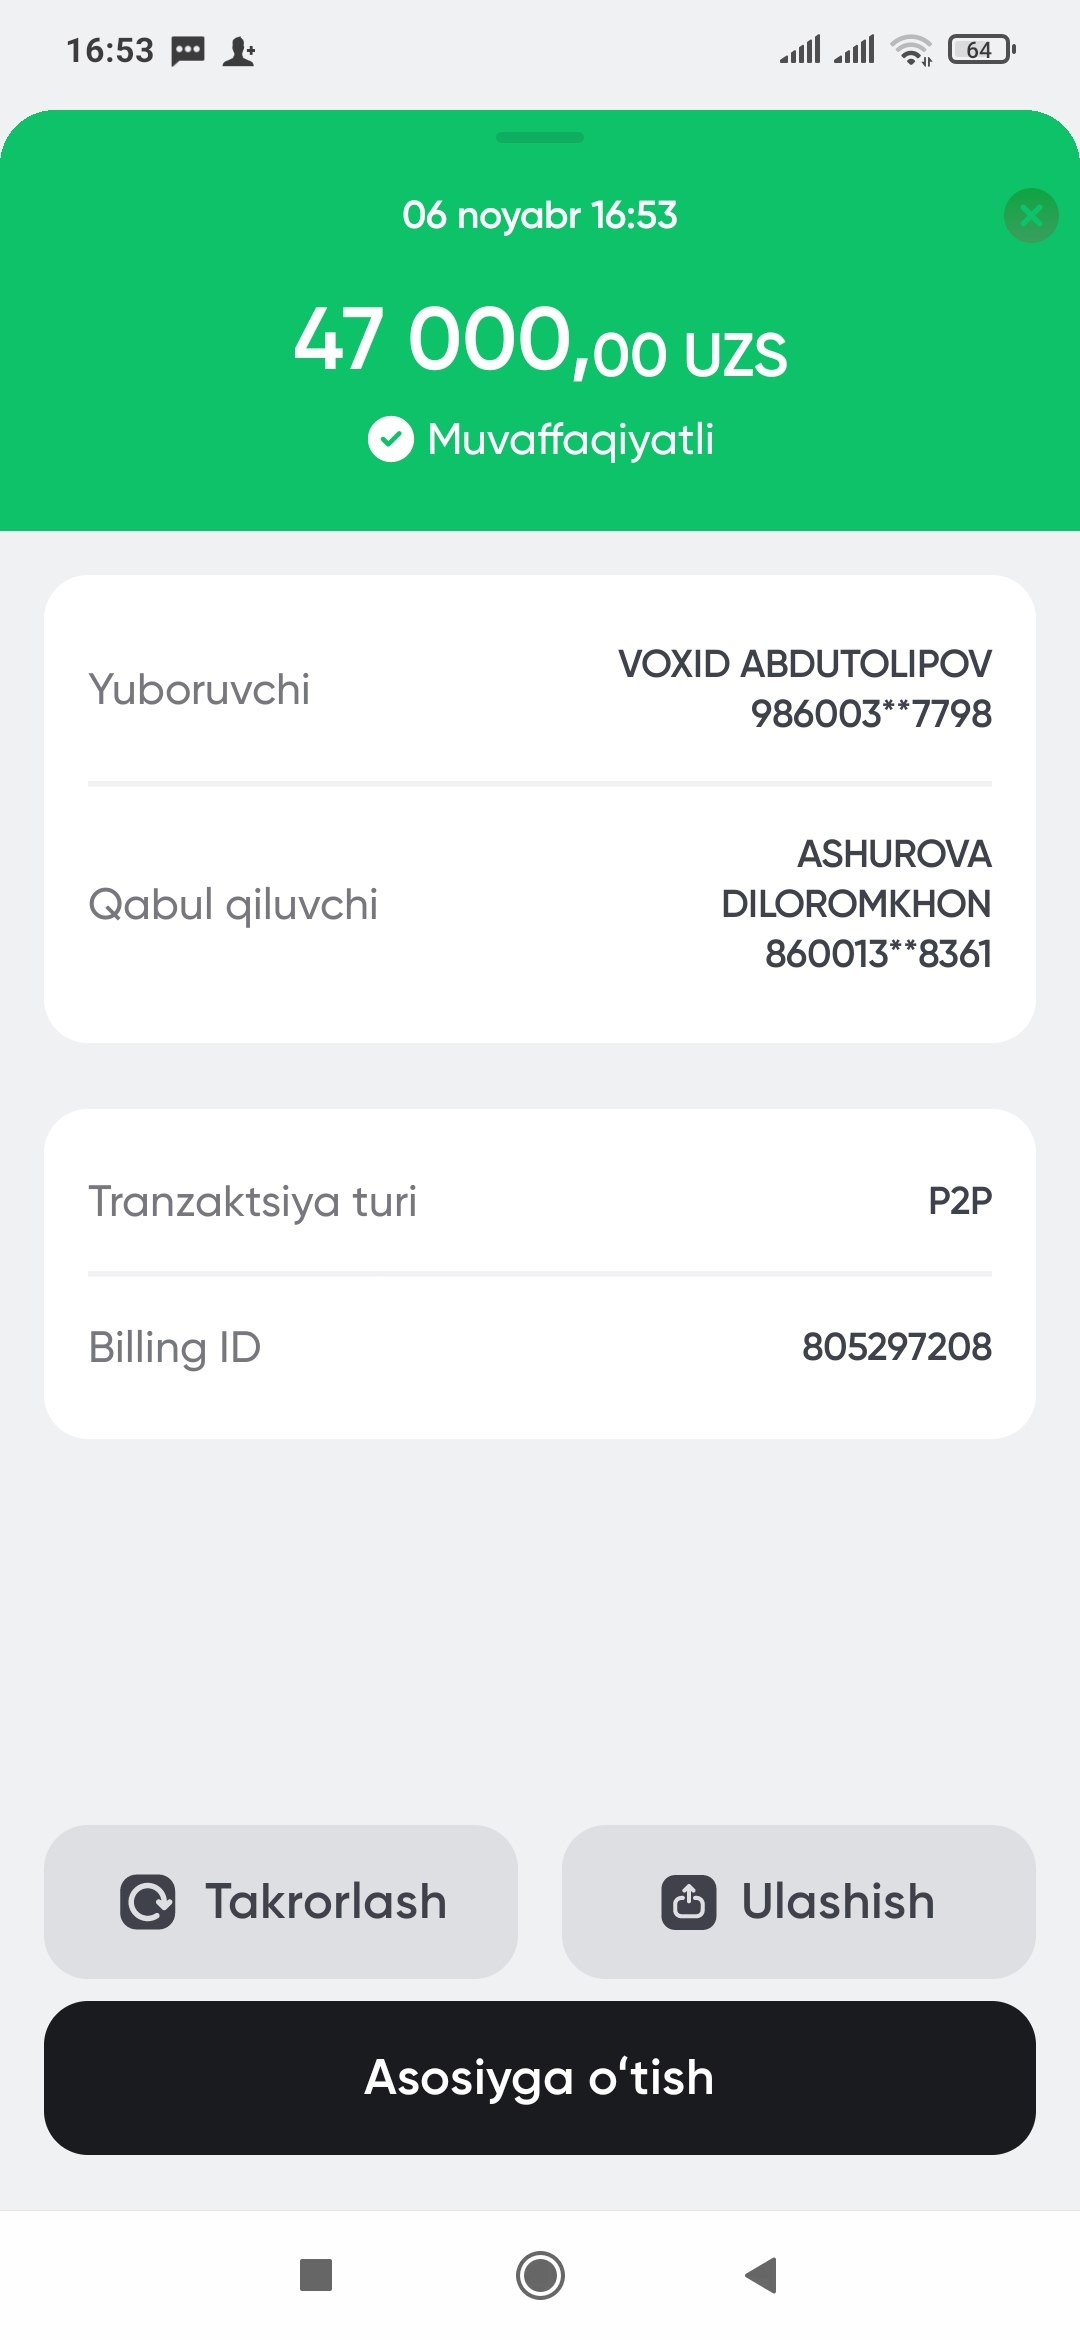 16:53
64
06 noyabr 16:53
47 000,00 UZS
Muvaffaqiyatli
Yuboruvchi
VOXID ABDUTOLIPOV
986003**7798
Qabul qiluvchi
ASHUROVA
DILOROMKHON
860013**8361
Tranzaktsiya turi
P2P
Billing ID
805297208
Takrorlash
Ulashish
Asosiyga o‘tish